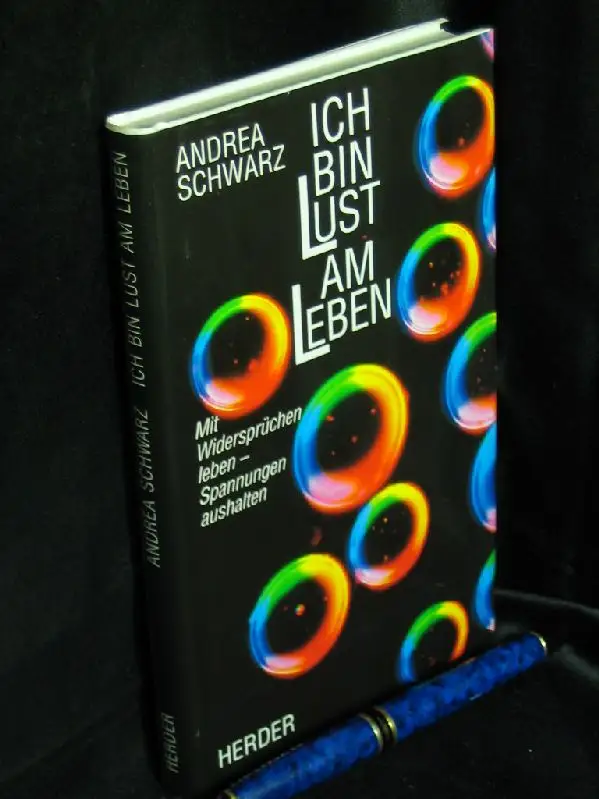 ANDREA
SCHWARZ
ICH
BIN
LUST
AM
LEBEN
Mit
Widersprüchen
leben –
Spannungen
aushalten
HERDER
ANDREA SCHWARZ ICH BIN LUST AM LEBEN
HERDER